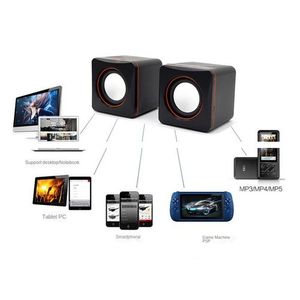 Support desktop/Notebook
MP3/MP4/MP5
Tablet PC
Smartphone
Game Machine
PSP